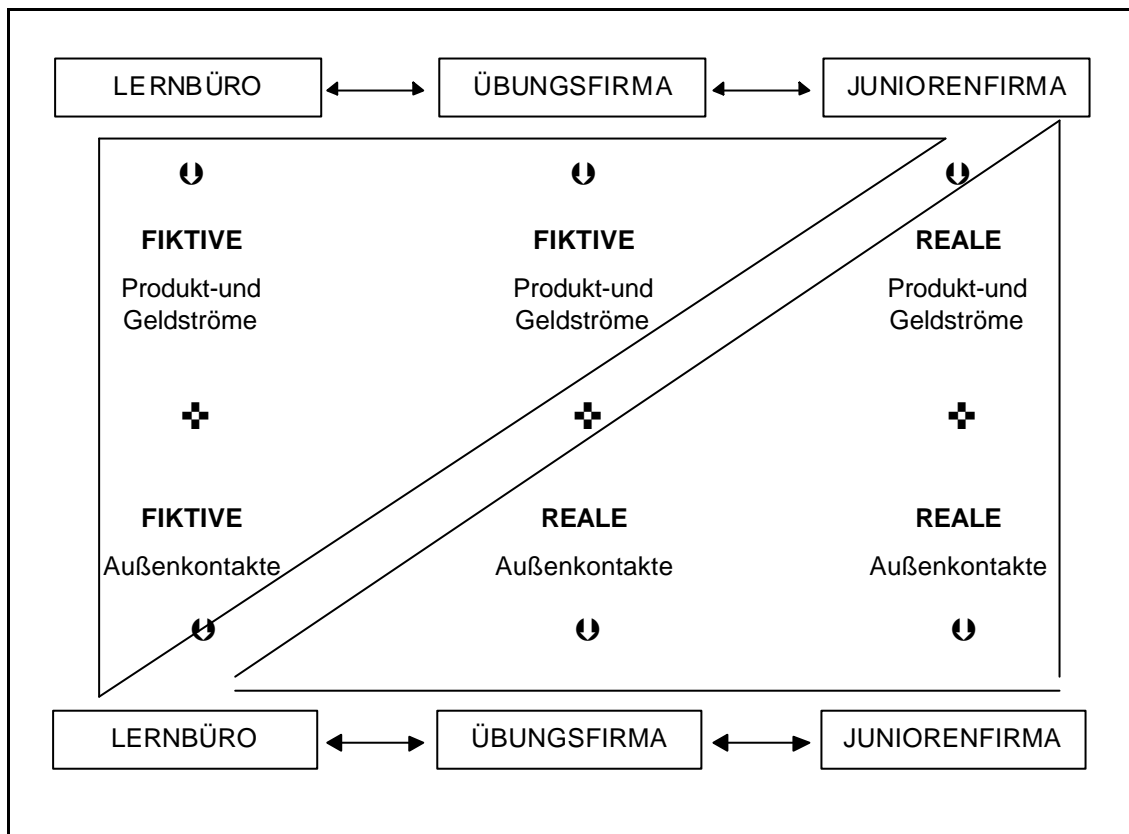 LERNBÜRO ÜBUNGSFIRMA JUNIORENFIRMA
FIKTIVE FIKTIVE REALE
Produkt-und Produkt-und Produkt-und
Geldströme Geldströme Geldströme
FIKTIVE REALE REALE
Außenkontakte Außenkontakte Außenkontakte
LERNBÜRO ÜBUNGSFIRMA JUNIORENFIRMA